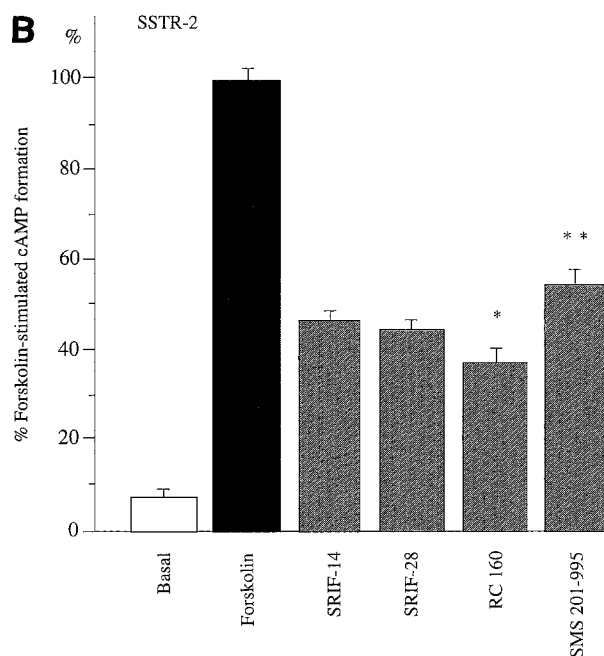 B
%
SSTR-2
% Forskolin-stimulated cAMP formation
100
80
60
40
20
0
*
* *
Basal
Forskolin
SRIF-14
SRIF-28
RC 160
SMS 201-995